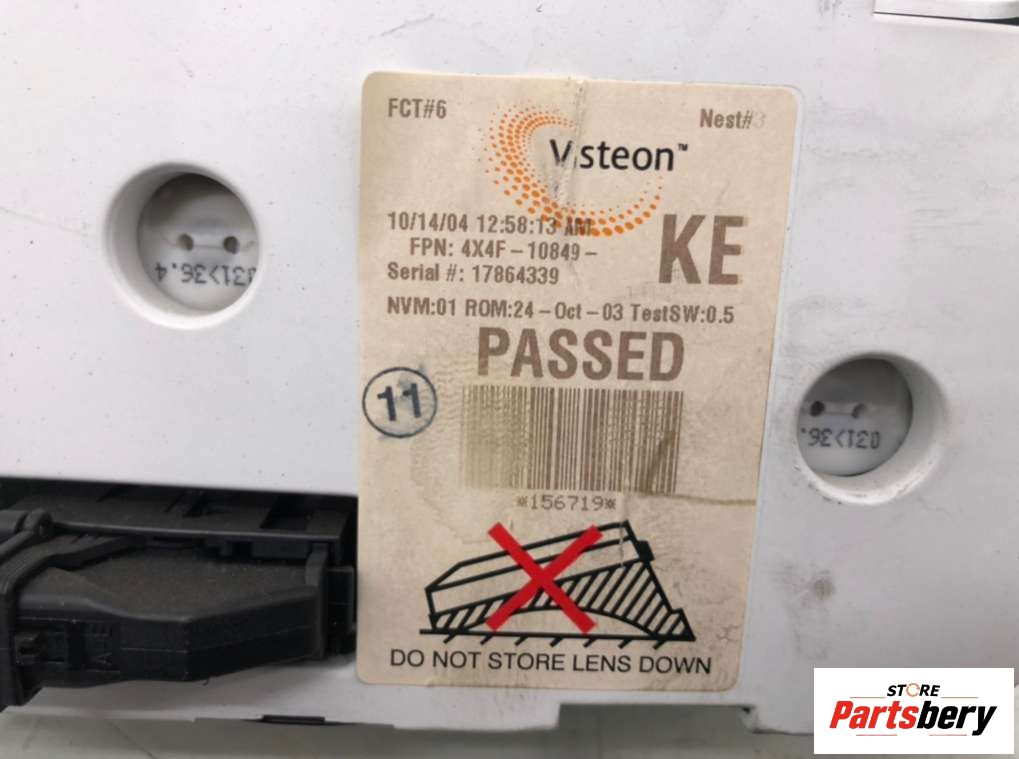 FCT#6
Nest#3
Visteon™
10/14/04 12:58:13 AM
FPN: 4X4F-10849-
KE
Serial #: 17864339
NVM:01 ROM:24-Oct-03 TestSW:0.5
PASSED
11
*156719*
DO NOT STORE LENS DOWN
STORE
Partsbery